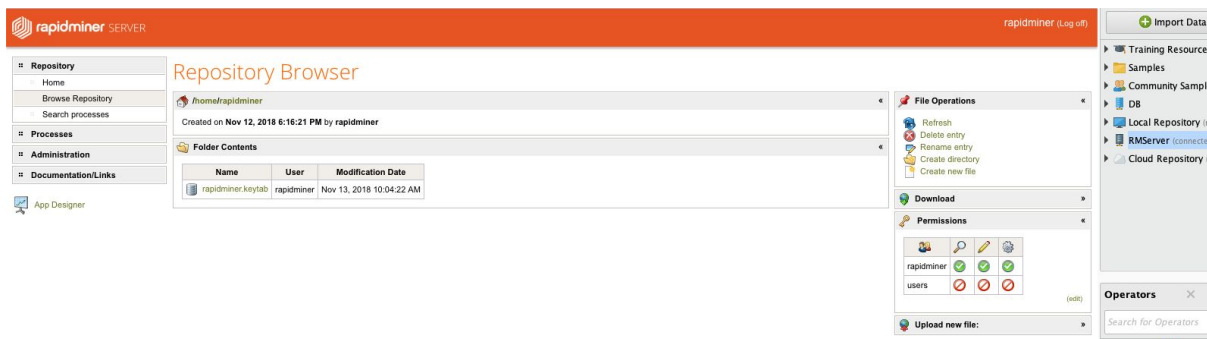 rapidminer SERVER
rapidminer (Log off)
Repository
Home
Browse Repository
Search processes
Processes
Administration
Documentation/Links
App Designer
Repository Browser
/home/rapidminer
Created on Nov 12, 2018 6:16:21 PM by rapidminer
Folder Contents
Name User Modification Date
rapidminer.keytab rapidminer Nov 13, 2018 10:04:22 AM
File Operations
Refresh
Delete entry
Rename entry
Create directory
Create new file
Download
Permissions
rapidminer
users
(edit)
Upload new file:
Import Data
Training Resource
Samples
Community Sampl
DB
Local Repository
RMServer (connecte
Cloud Repository
Operators
Search for Operators